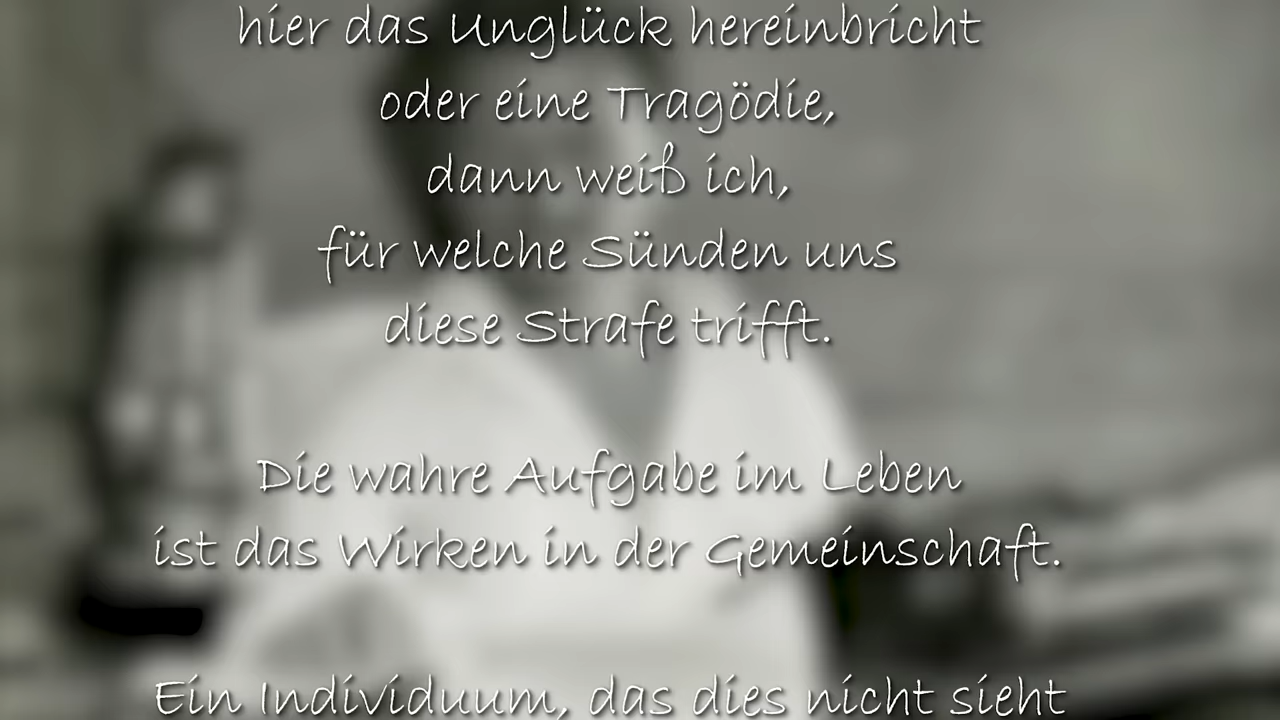 hier das Unglück hereinbricht
oder eine Tragödie,
dann weiß ich,
für welche Sünden uns
diese Strafe trifft.
Die wahre Aufgabe im Leben
ist das Wirken in der Gemeinschaft.
Ein Individuum, das dies nicht sieht